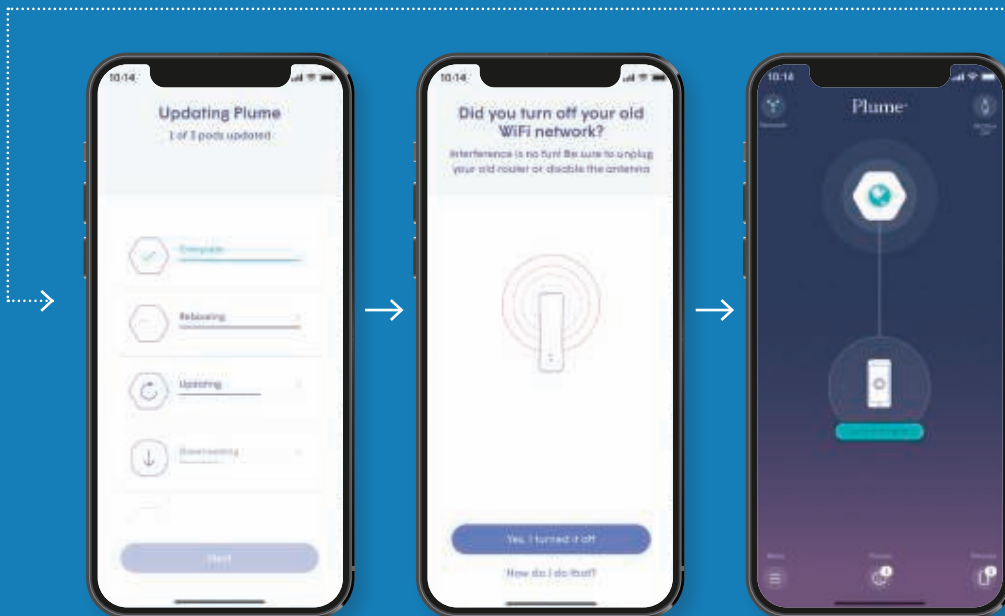 10:14
Updating Plume
1 of 3 pods updated
Complete
Rebooting
Updating
Downloading
Start
10:14
Did you turn off your old
WiFi network?
Interference is no fun! Be sure to unplug
your old router or disable the antenna
Yes, I turned it off
How do I do that?
10:14
Plume